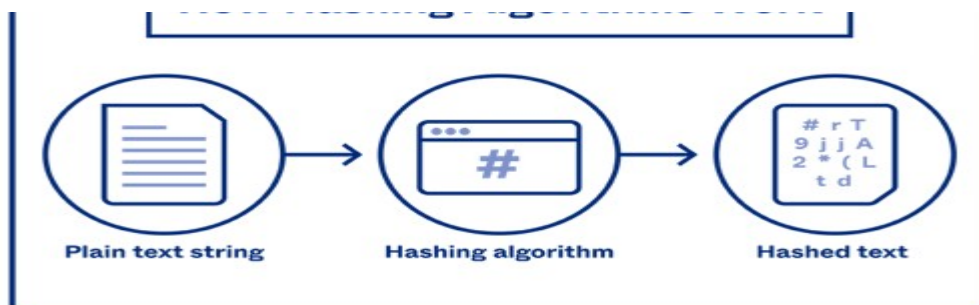 #
# r T
9 j j A
2 * ( L
t d
Plain text string
Hashing algorithm
Hashed text